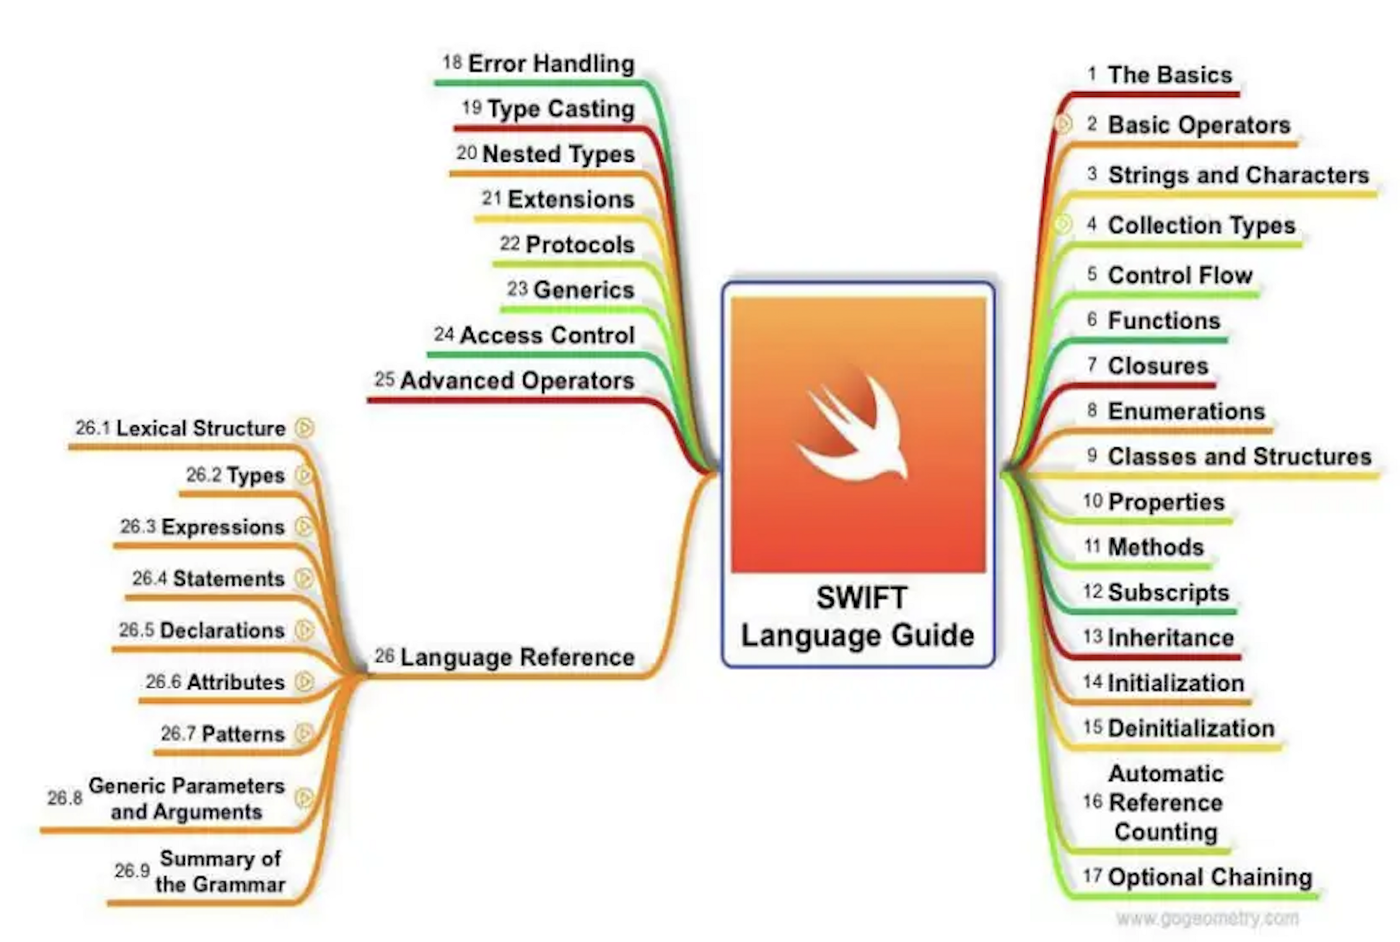 18 Error Handling
19 Type Casting
20 Nested Types
21 Extensions
22 Protocols
23 Generics
24 Access Control
25 Advanced Operators
26 Language Reference
26.1 Lexical Structure
26.2 Types
26.3 Expressions
26.4 Statements
26.5 Declarations
26.6 Attributes
26.7 Patterns
26.8 Generic Parameters
and Arguments
26.9 Summary of
the Grammar
SWIFT
Language Guide
1 The Basics
2 Basic Operators
3 Strings and Characters
4 Collection Types
5 Control Flow
6 Functions
7 Closures
8 Enumerations
9 Classes and Structures
10 Properties
11 Methods
12 Subscripts
13 Inheritance
14 Initialization
15 Deinitialization
Automatic
16 Reference
Counting
17 Optional Chaining
www.gogeometry.com